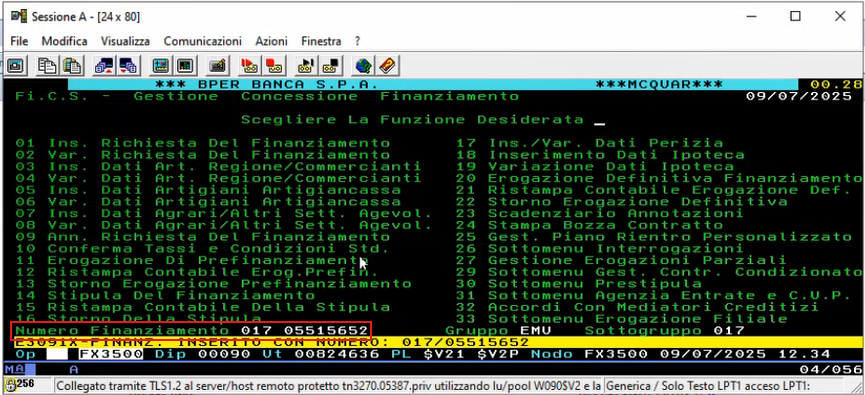 Sessione A - [24 x 80]
File Modifica Visualizza Comunicazioni Azioni Finestra ?
*** BPER BANCA S.P.A. ***MCQUAR*** 00.28
Fi.C.S. - Gestione Concessione Finanziamento 09/07/2025
Scegliere La Funzione Desiderata _
01 Ins. Richiesta Del Finanziamento 17 Ins./Var. Dati Perizia
02 Var. Richiesta Del Finanziamento 18 Inserimento Dati Ipoteca
03 Ins. Dati Art. Regione/Commercianti 19 Variazione Dati Ipoteca
04 Var. Dati Art. Regione/Commercianti 20 Erogazione Definitiva Finanziamento
05 Ins. Dati Artigiani Artigiancassa 21 Ristampa Contabile Erogazione Def.
06 Var. Dati Artigiani Artigiancassa 22 Storno Erogazione Definitiva
07 Ins. Dati Agrari/Altri Sett. Agevol. 23 Scadenziario Annotazioni
08 Var. Dati Agrari/Altri Sett. Agevol. 24 Stampa Bozza Contratto
09 Ann. Richiesta Del Finanziamento 25 Gest. Piano Rientro Personalizzato
10 Conferma Tassi e Condizioni Std. 26 Sottomenu Interrogazioni
11 Erogazione Di Prefinanziamento 27 Gestione Erogazioni Parziali
12 Ristampa Contabile Erog.Prefin. 29 Sottomenu Gest. Contr. Condizionato
13 Storno Erogazione Prefinanziamento 30 Sottomenu Prestipula
14 Stipula Del Finanziamento 31 Sottomenu Agenzia Entrate e C.V.P.
15 Ristampa Contabile Della Stipula 32 Accordi Con Mediatori Creditizi
16 Storno Della Stipula 33 Sottomenu Erogazione Filiale
Numero Finanziamento 017 05515652 Gruppo EMU Sottogruppo 017
E3091X-FINANZ. INSERITO CON NUMERO: 017/05515652
Op FX3500 Dip 00090 Ut 00824636 PL $V21 $V2P Nodo FX3500 09/07/2025 12.34
MA A 04/056
256 Collegato tramite TLS1.2 al server/host remoto protetto tn3270.05387.priv utilizzando lu/pool W090$V2 e la Generica / Solo Testo LPT1 acceso LPT1: